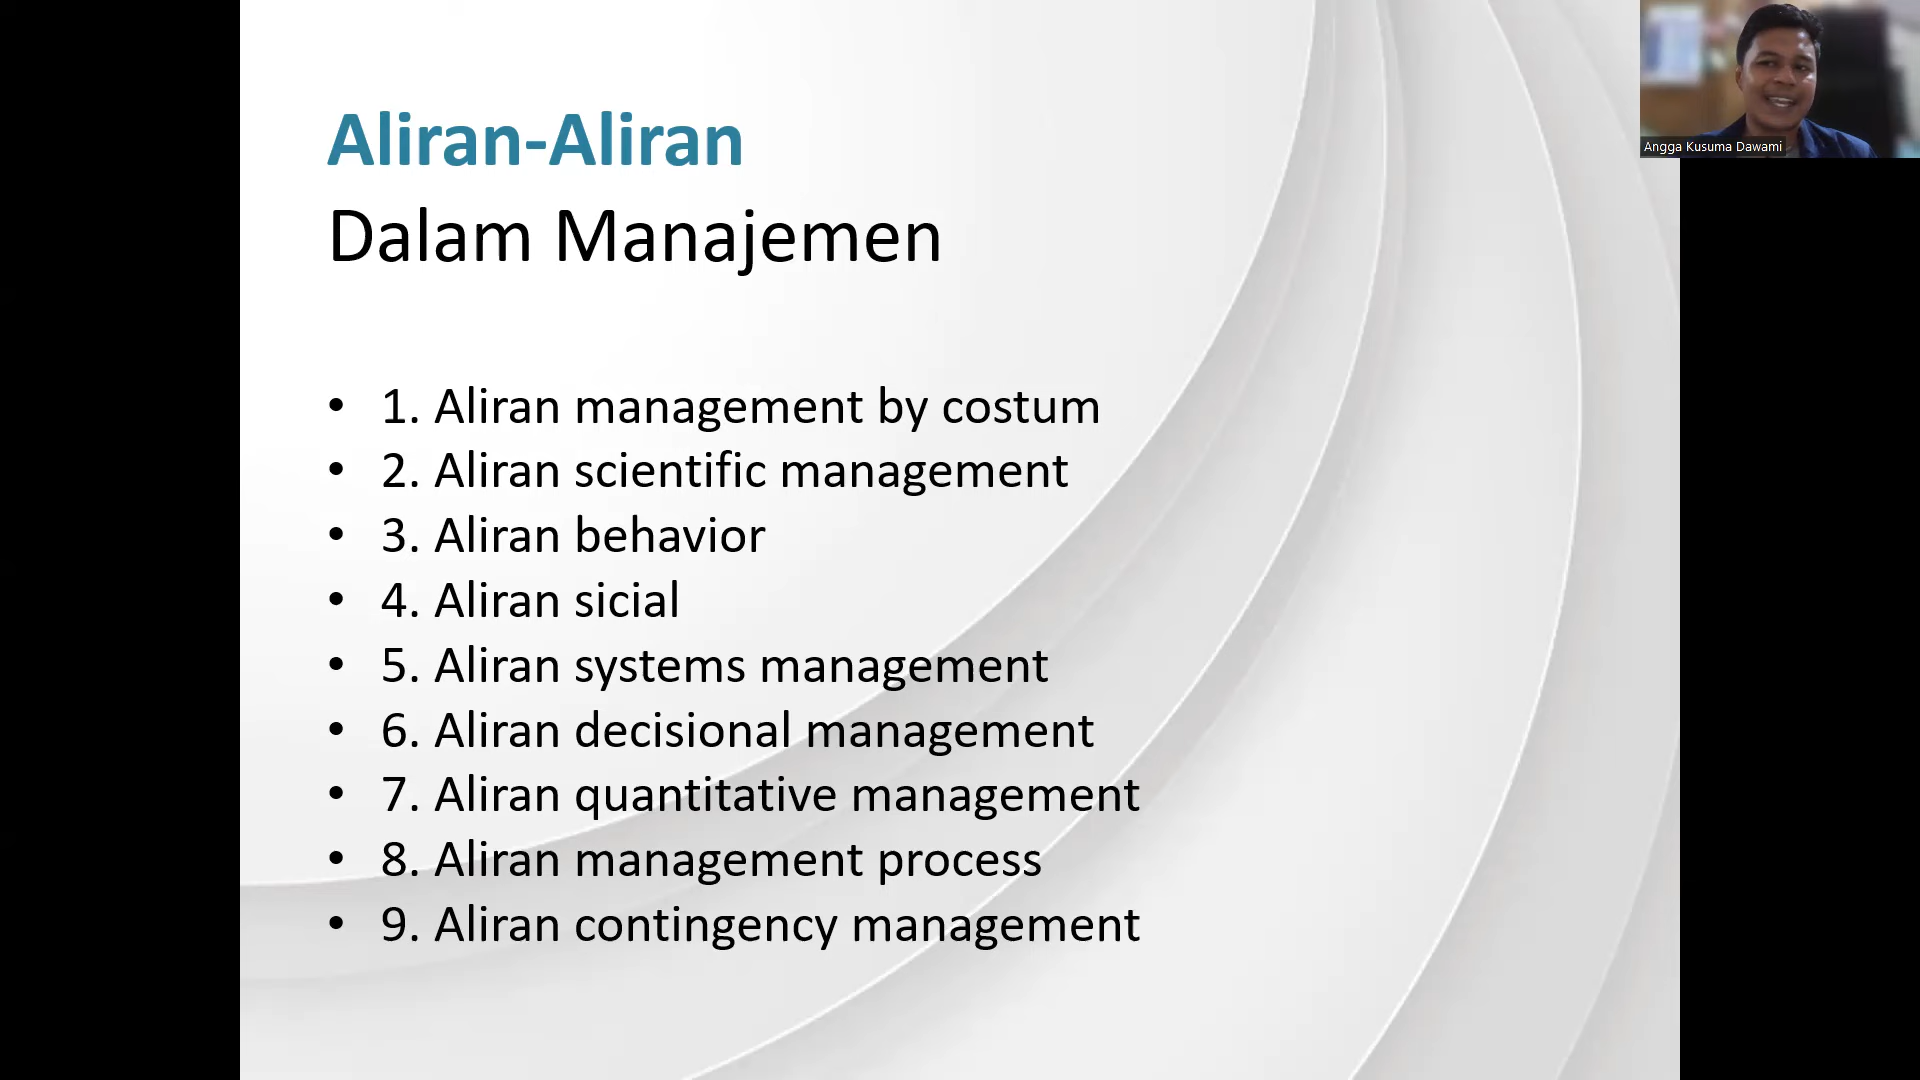 Aliran-Aliran
Dalam Manajemen
• 1. Aliran management by costum
• 2. Aliran scientific management
• 3. Aliran behavior
• 4. Aliran sicial
• 5. Aliran systems management
• 6. Aliran decisional management
• 7. Aliran quantitative management
• 8. Aliran management process
• 9. Aliran contingency management
Angga Kusuma Dawami